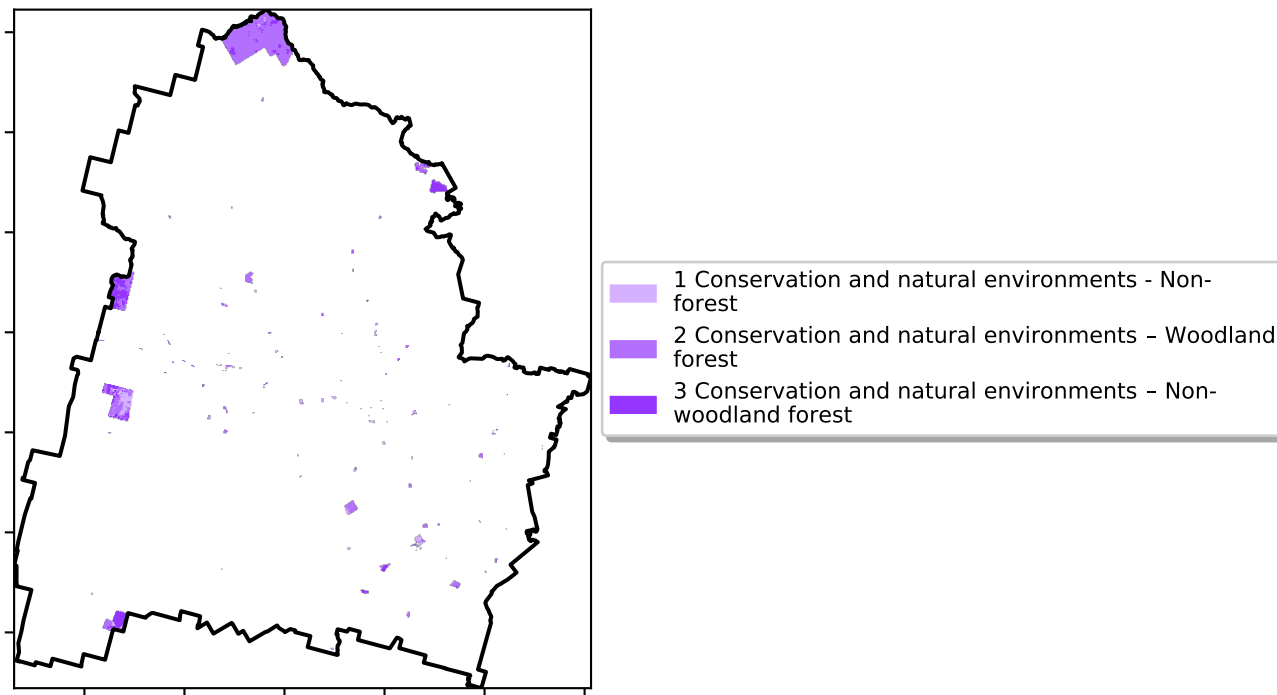 1 Conservation and natural environments - Non-
forest
2 Conservation and natural environments – Woodland
forest
3 Conservation and natural environments – Non-
woodland forest